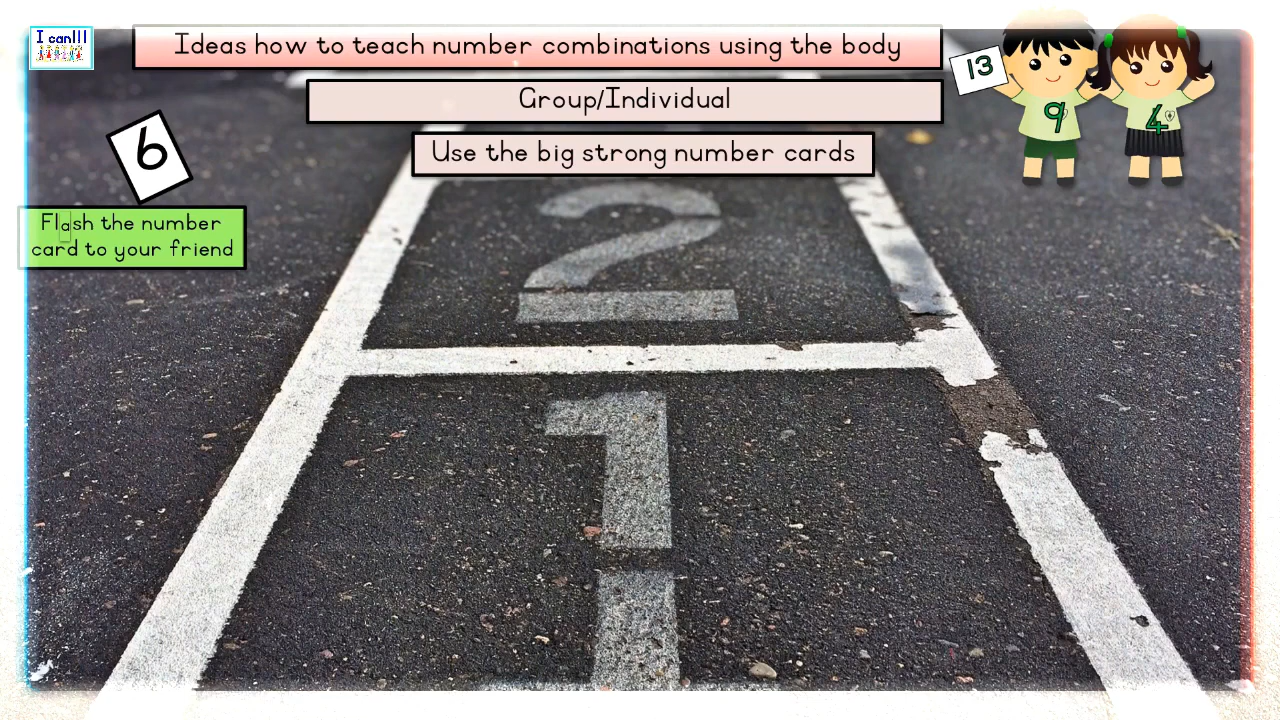 I can!!!
Ideas how to teach number combinations using the body
Group/Individual
Use the big strong number cards
13
9
4
6
Flash the number
card to your friend
2
1